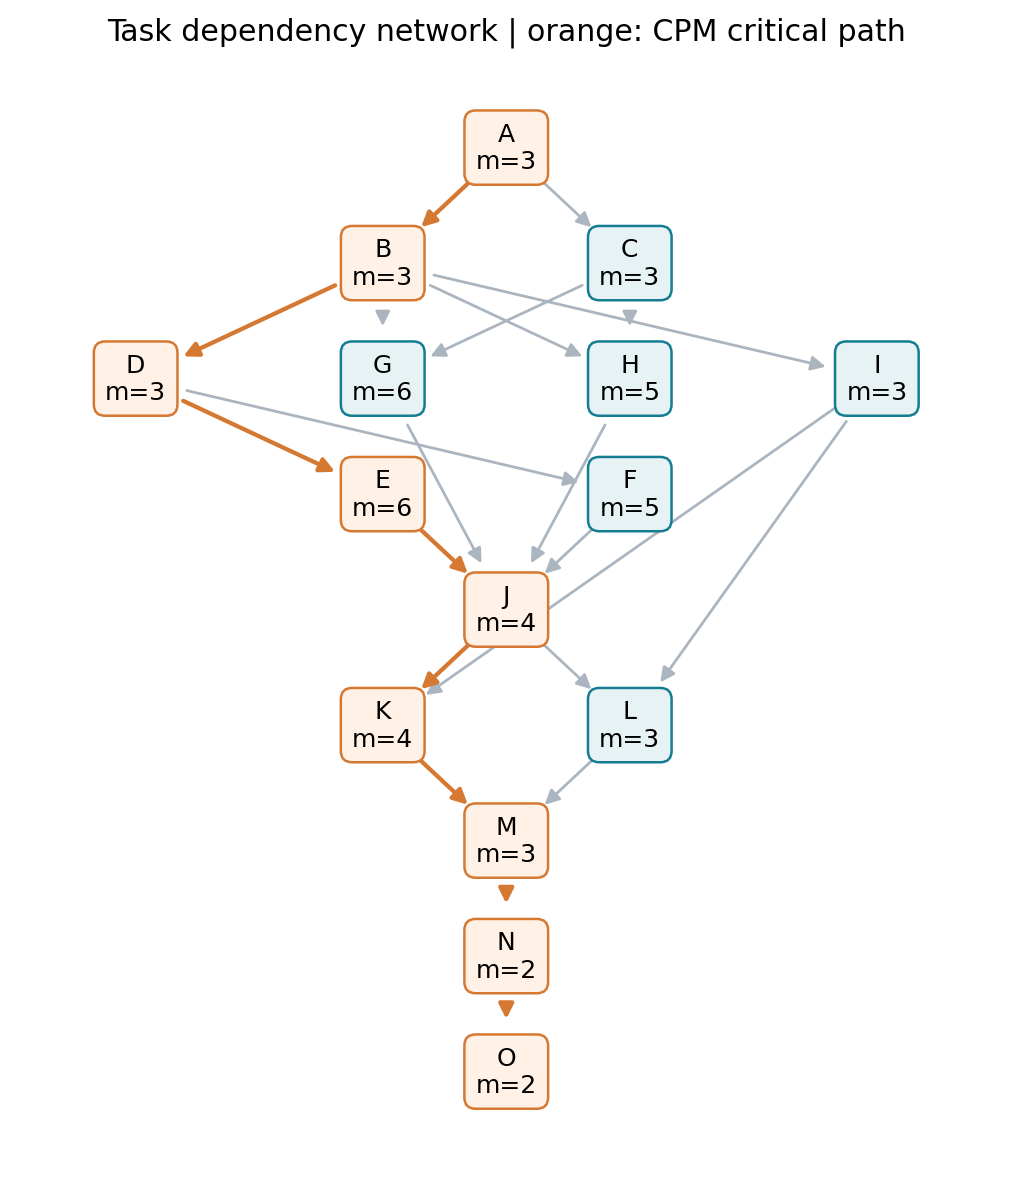 Task dependency network | orange: CPM critical path
A
m=3
B
m=3
C
m=3
D
m=3
G
m=6
H
m=5
I
m=3
E
m=6
F
m=5
J
m=4
K
m=4
L
m=3
M
m=3
N
m=2
O
m=2